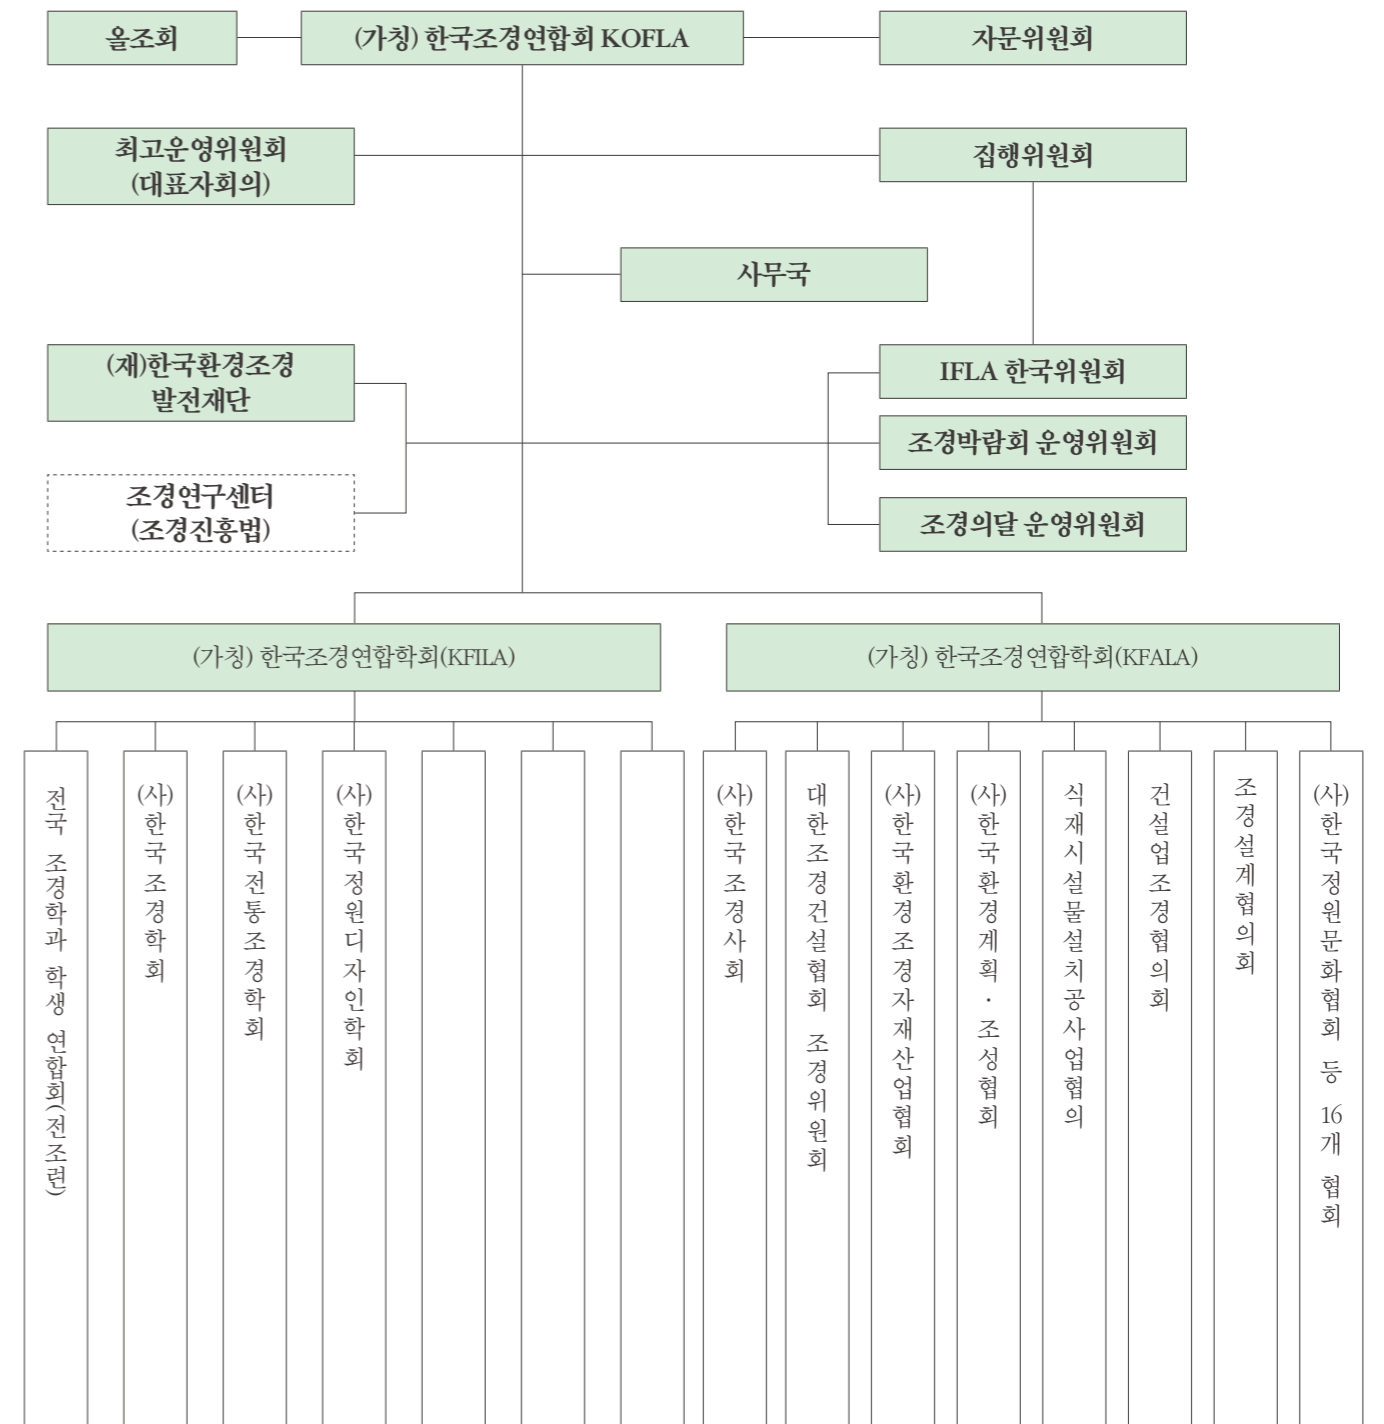 올조회
(가칭) 한국조경연합회 KOFLA
자문위원회
최고운영위원회
(대표자회의)
집행위원회
사무국
(재)한국환경조경
발전재단
IFLA 한국위원회
조경박람회 운영위원회
조경연구센터
(조경진흥법)
조경의달 운영위원회
(가칭) 한국조경연합학회(KFILA)
(가칭) 한국조경연합학회(KFALA)
전국 조경학과 학생 연합회(전조련)
(사)한국조경학회
(사)한국전통조경학회
(사)한국정원디자인학회
(사)한국조경사회
대한조경건설협회 조경위원회
(사)한국환경조경자재산업협회
(사)한국환경계획·조성협회
식재시설물설치공사업협의
건설업조경협의회
조경설계협의회
(사)한국정원문화협회 등 16개 협회